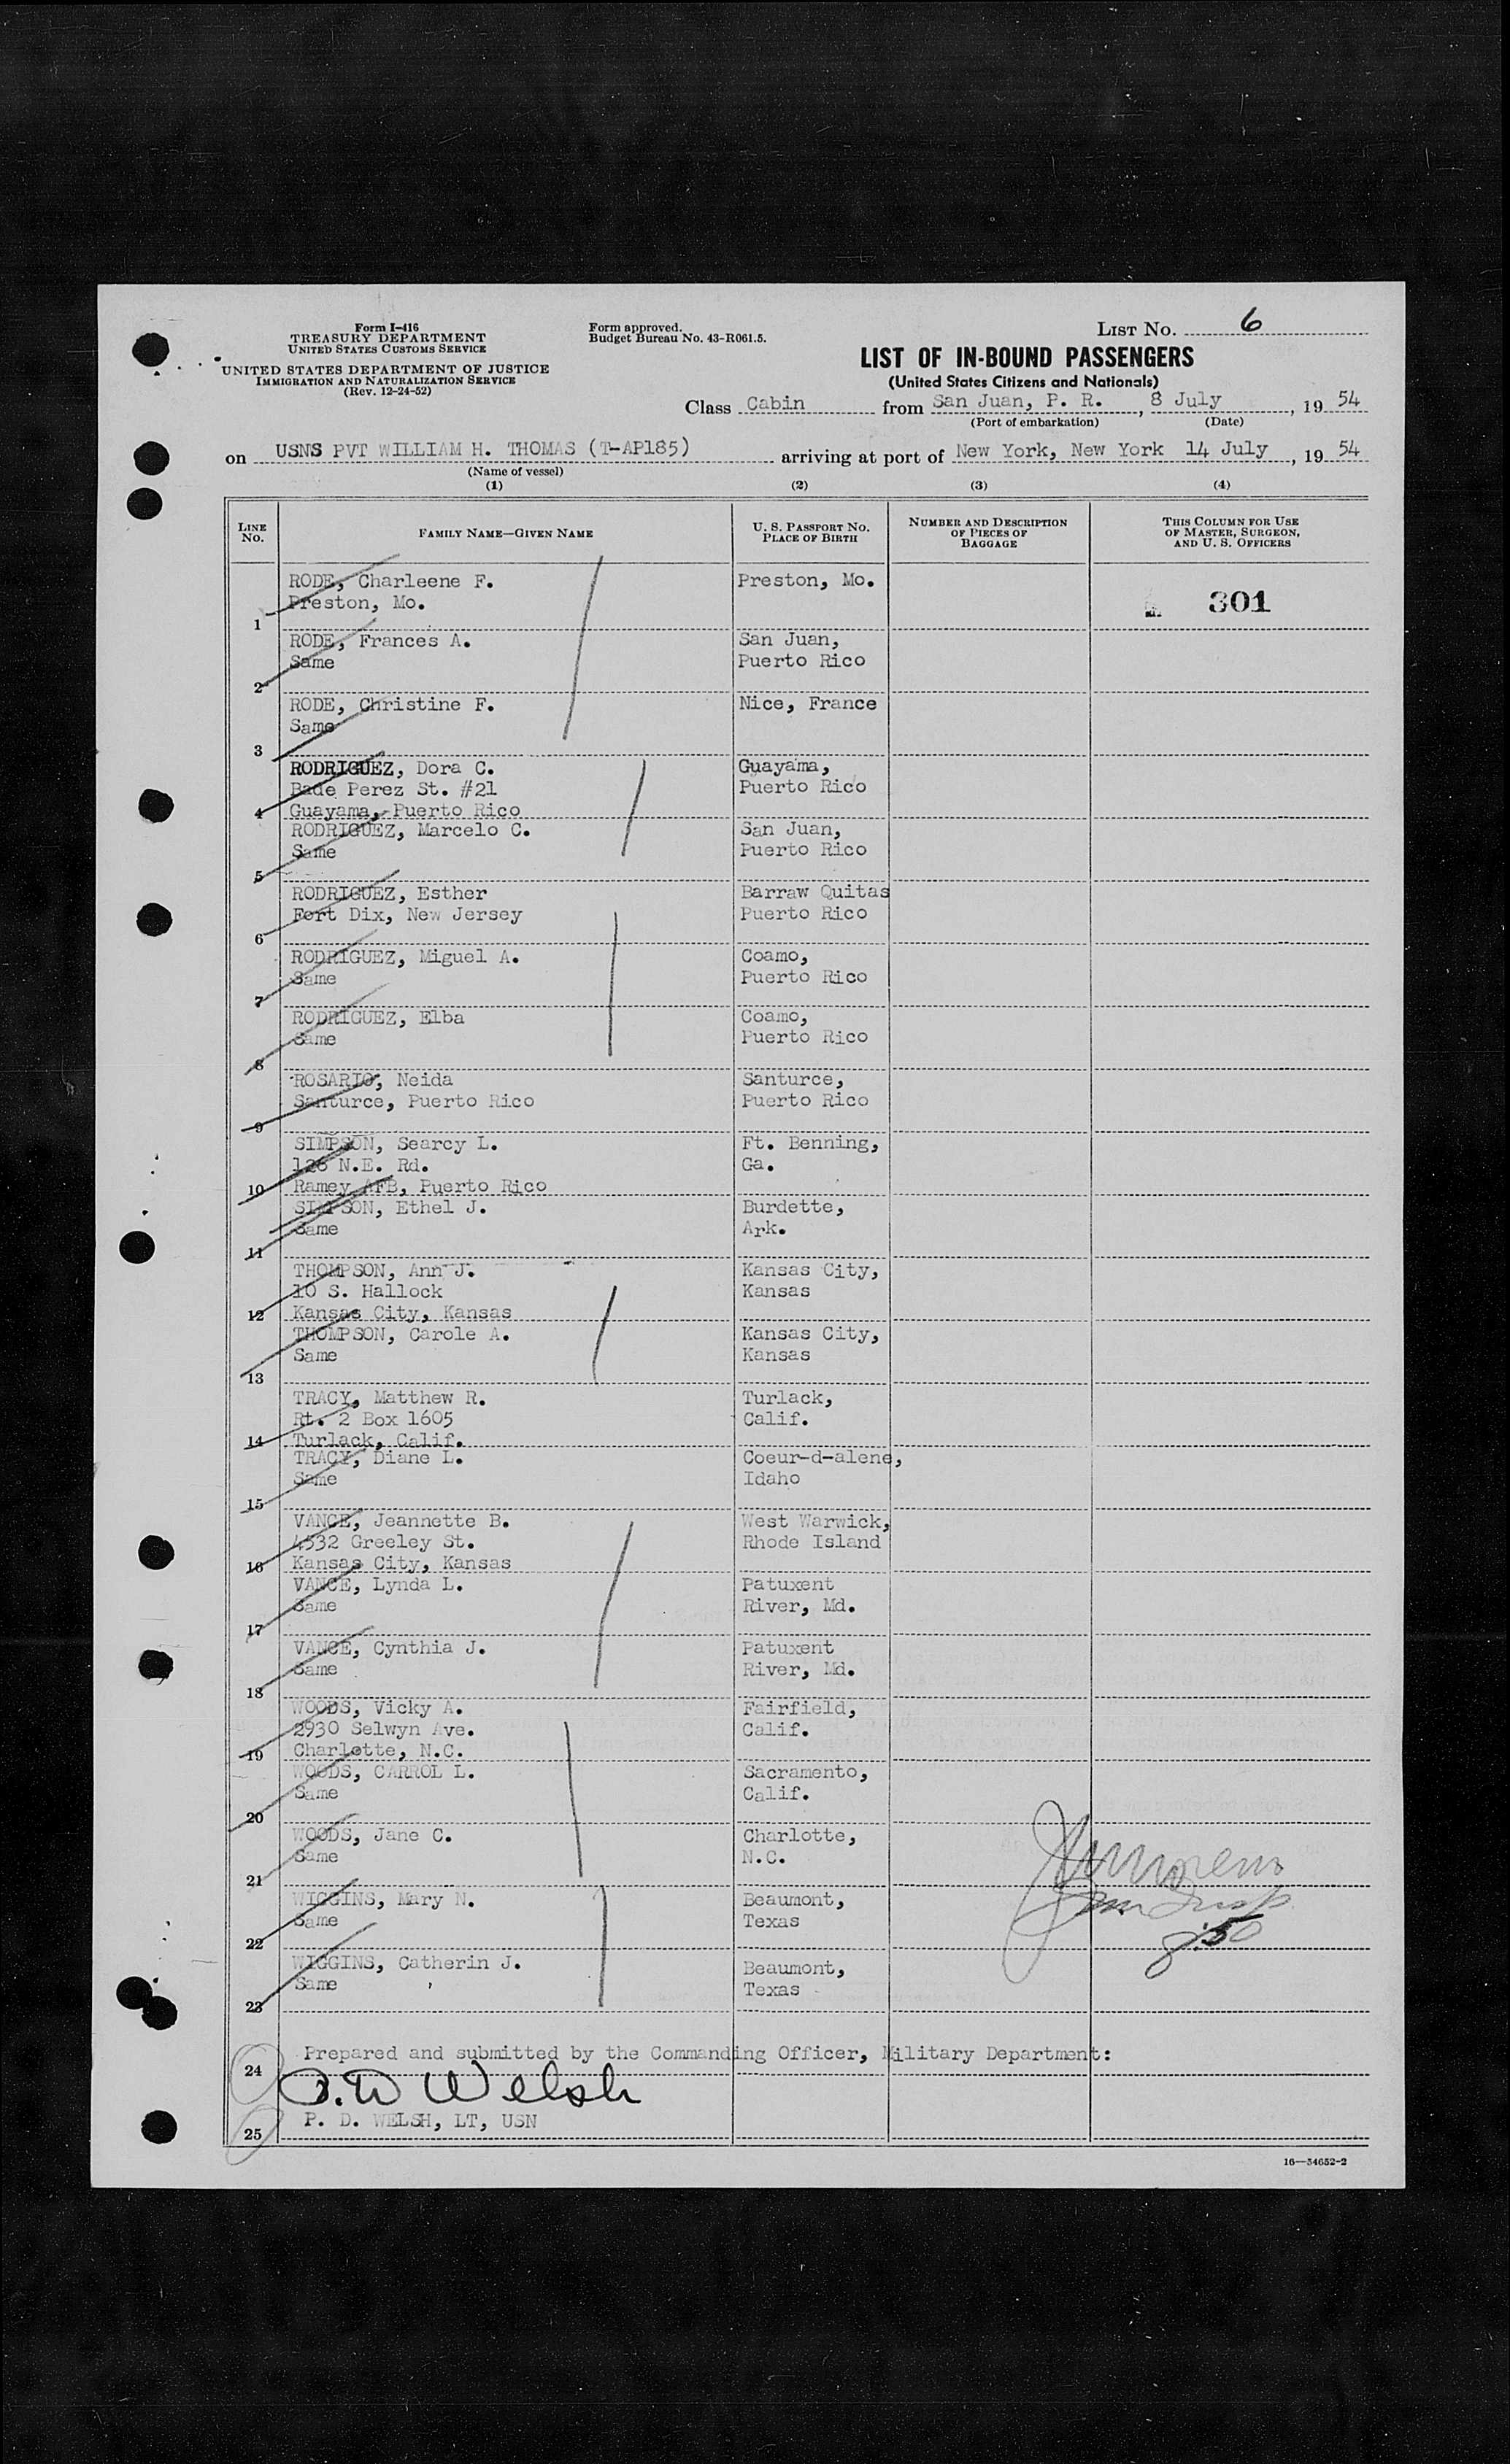 Form I-416
TREASURY DEPARTMENT
UNITED STATES CUSTOMS SERVICE
UNITED STATES DEPARTMENT OF JUSTICE
IMMIGRATION AND NATURALIZATION SERVICE
(Rev. 12-24-52)
Form approved.
Budget Bureau No. 43-R061.5.
LIST NO. 6
LIST OF IN-BOUND PASSENGERS
(United States Citizens and Nationals)
Class Cabin from San Juan, P. R. , 8 July , 19 54
(Port of embarkation) (Date)
on USNS PVT WILLIAM H. THOMAS (T-AP185) arriving at port of New York, New York 14 July , 19 54
(Name of vessel)
(1) (2) (3) (4)
LINE NO. FAMILY NAME—GIVEN NAME U. S. PASSPORT NO. PLACE OF BIRTH NUMBER AND DESCRIPTION OF PIECES OF BAGGAGE THIS COLUMN FOR USE OF MASTER, SURGEON, AND U. S. OFFICERS
RODE, Charleene F. Preston, Mo.
Preston, Mo. 301
1
RODE, Frances A. San Juan,
Same Puerto Rico
2
RODE, Christine F. Nice, France
Same
3
RODRIGUEZ, Dora C. Guayama,
Bade Perez St. #21 Puerto Rico
4 Guayama, Puerto Rico
RODRIGUEZ, Marcelo C. San Juan,
Same Puerto Rico
5
RODRIGUEZ, Esther Barraw Quitas
Fort Dix, New Jersey Puerto Rico
6
RODRIGUEZ, Miguel A. Coamo,
Same Puerto Rico
7
RODRIGUEZ, Elba Coamo,
Same Puerto Rico
8
ROSARIO, Neida Santurce,
Santurce, Puerto Rico Puerto Rico
9
SIMPSON, Searcy L. Ft. Benning,
128 N.E. Rd. Ga.
10 Ramey AFB, Puerto Rico
SIMPSON, Ethel J. Burdette,
Same Ark.
11
THOMPSON, Ann J. Kansas City,
10 S. Hallock Kansas
12 Kansas City, Kansas
THOMPSON, Carole A. Kansas City,
Same Kansas
13
TRACY, Matthew R. Turlack,
Rt. 2 Box 1605 Calif.
14 Turlack, Calif.
TRACY, Diane L. Coeur-d-alene,
Same Idaho
15
VANCE, Jeannette B. West Warwick,
4532 Greeley St. Rhode Island
16 Kansas City, Kansas
VANCE, Lynda L. Patuxent
Same River, Md.
17
VANCE, Cynthia J. Patuxent
Same River, Md.
18
WOODS, Vicky A. Fairfield,
2930 Selwyn Ave. Calif.
19 Charlotte, N.C.
WOODS, CARROL L. Sacramento,
Same Calif.
20
WOODS, Jane C. Charlotte,
Same N.C.
21
WIGGINS, Mary N. Beaumont,
Same Texas
22
WIGGINS, Catherin J. Beaumont,
Same Texas
23
Prepared and submitted by the Commanding Officer, Military Department:
24
P. D. Welsh
P. D. WELSH, LT, USN
25
16—54652-2